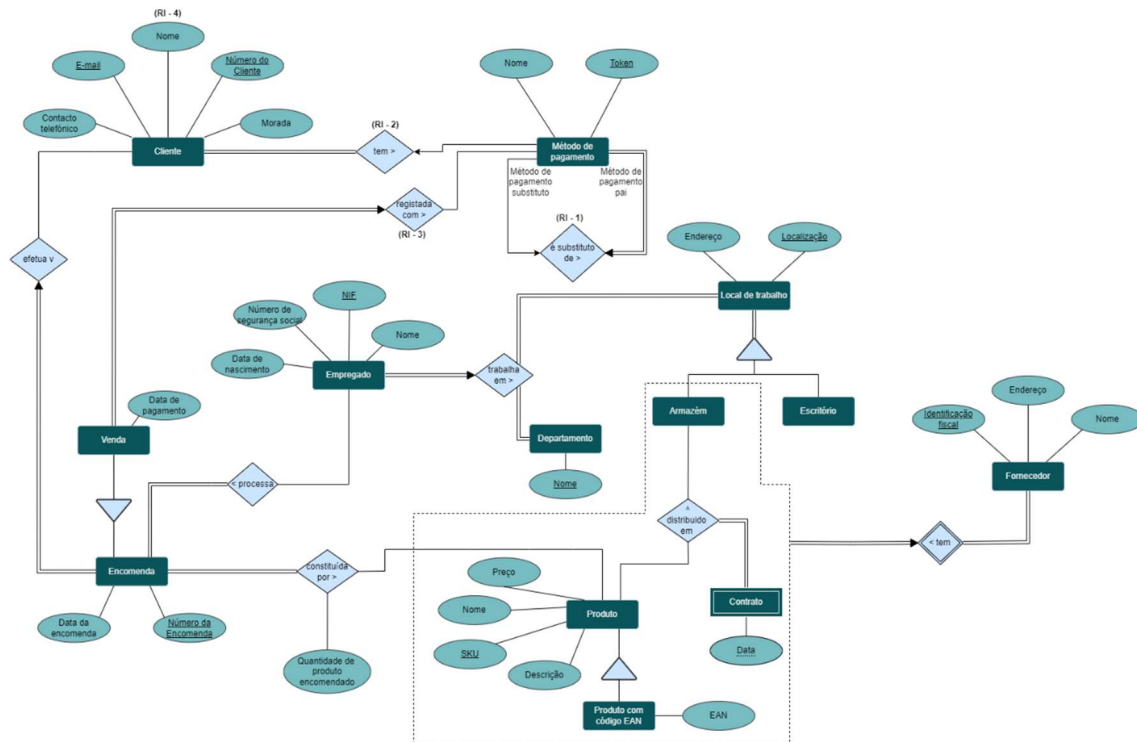 (RI - 4)
Nome
E-mail
Número do
Cliente
Contacto
telefónico
Morada
Cliente
(RI - 2)
tem >
Nome
Token
Método de
pagamento
Método de
pagamento
substituto
Método de
pagamento
pai
registada
com >
(RI - 3)
(RI - 1)
é substituto
de >
efetua v
Endereço
Localização
Local de trabalho
Número de
segurança social
NIF
Nome
Data de
nascimento
Empregado
trabalha
em >
Armazém
Escritório
Data de
pagamento
Venda
Departamento
Nome
Identificação
fiscal
Endereço
Nome
Fornecedor
< processa
^
distribuido
em
< tem
Encomenda
constituída
por >
Preço
Nome
Produto
Contrato
Data da
encomenda
Número da
Encomenda
SKU
Descrição
Data
Quantidade de
produto
encomendado
Produto com
código EAN
EAN